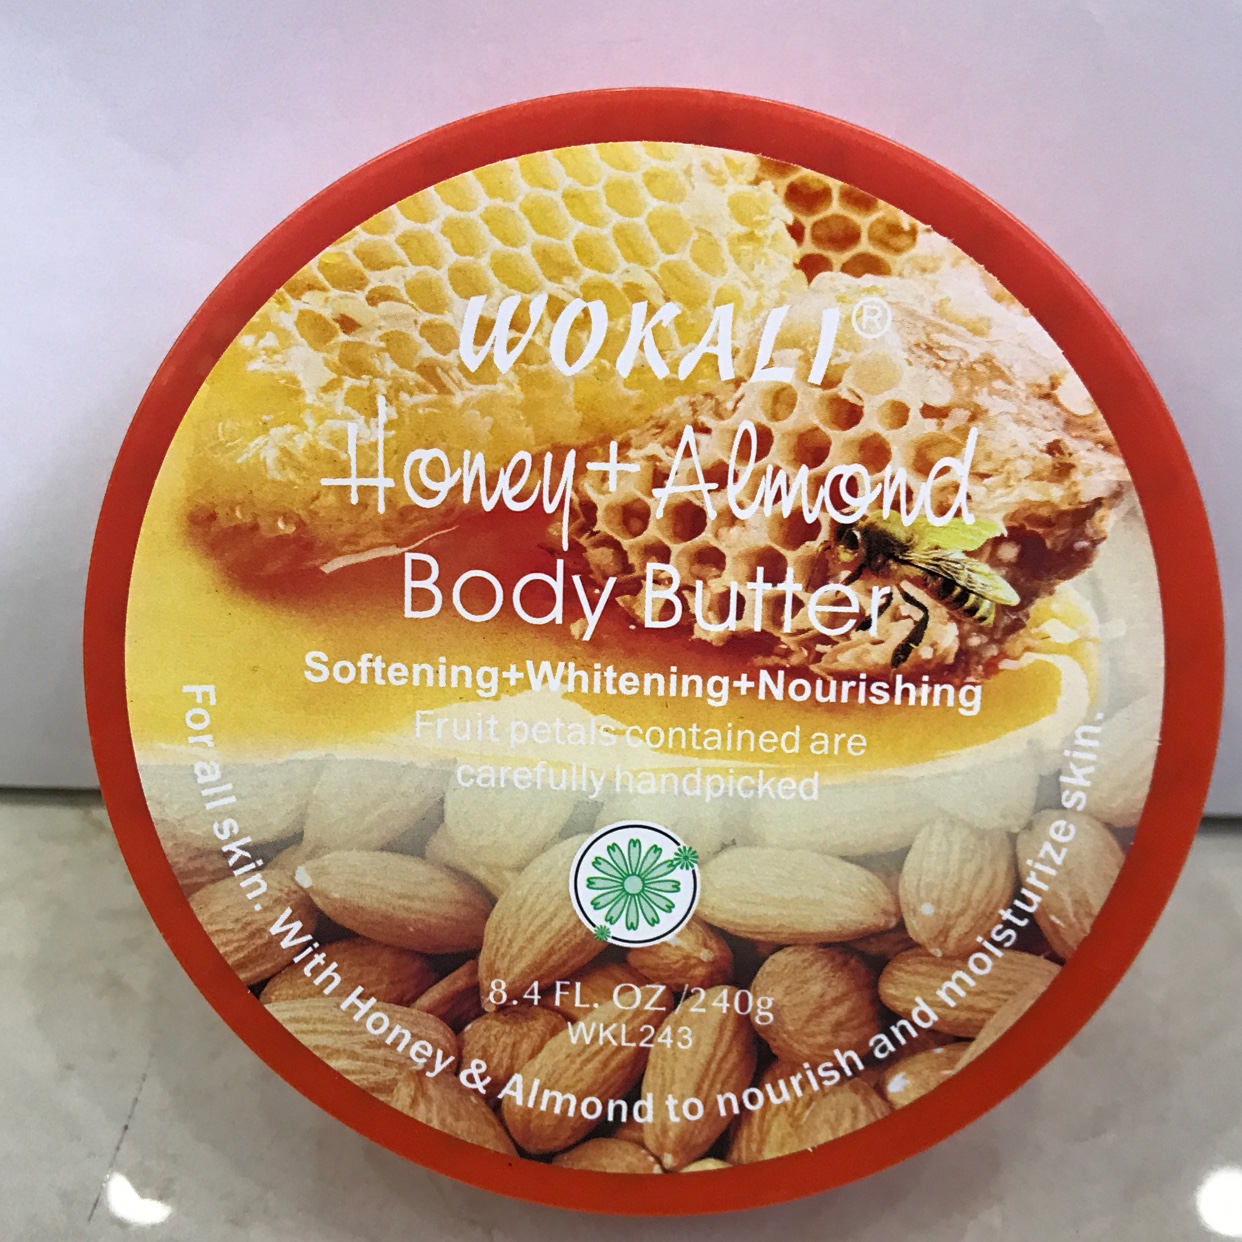 WOKALI®
Honey+Almond
Body Butter
Softening+Whitening+Nourishing
Fruit petals contained are
carefully handpicked
8.4 FL. OZ /240g
WKL243
For all skin. With Honey & Almond to nourish and moisturize skin.